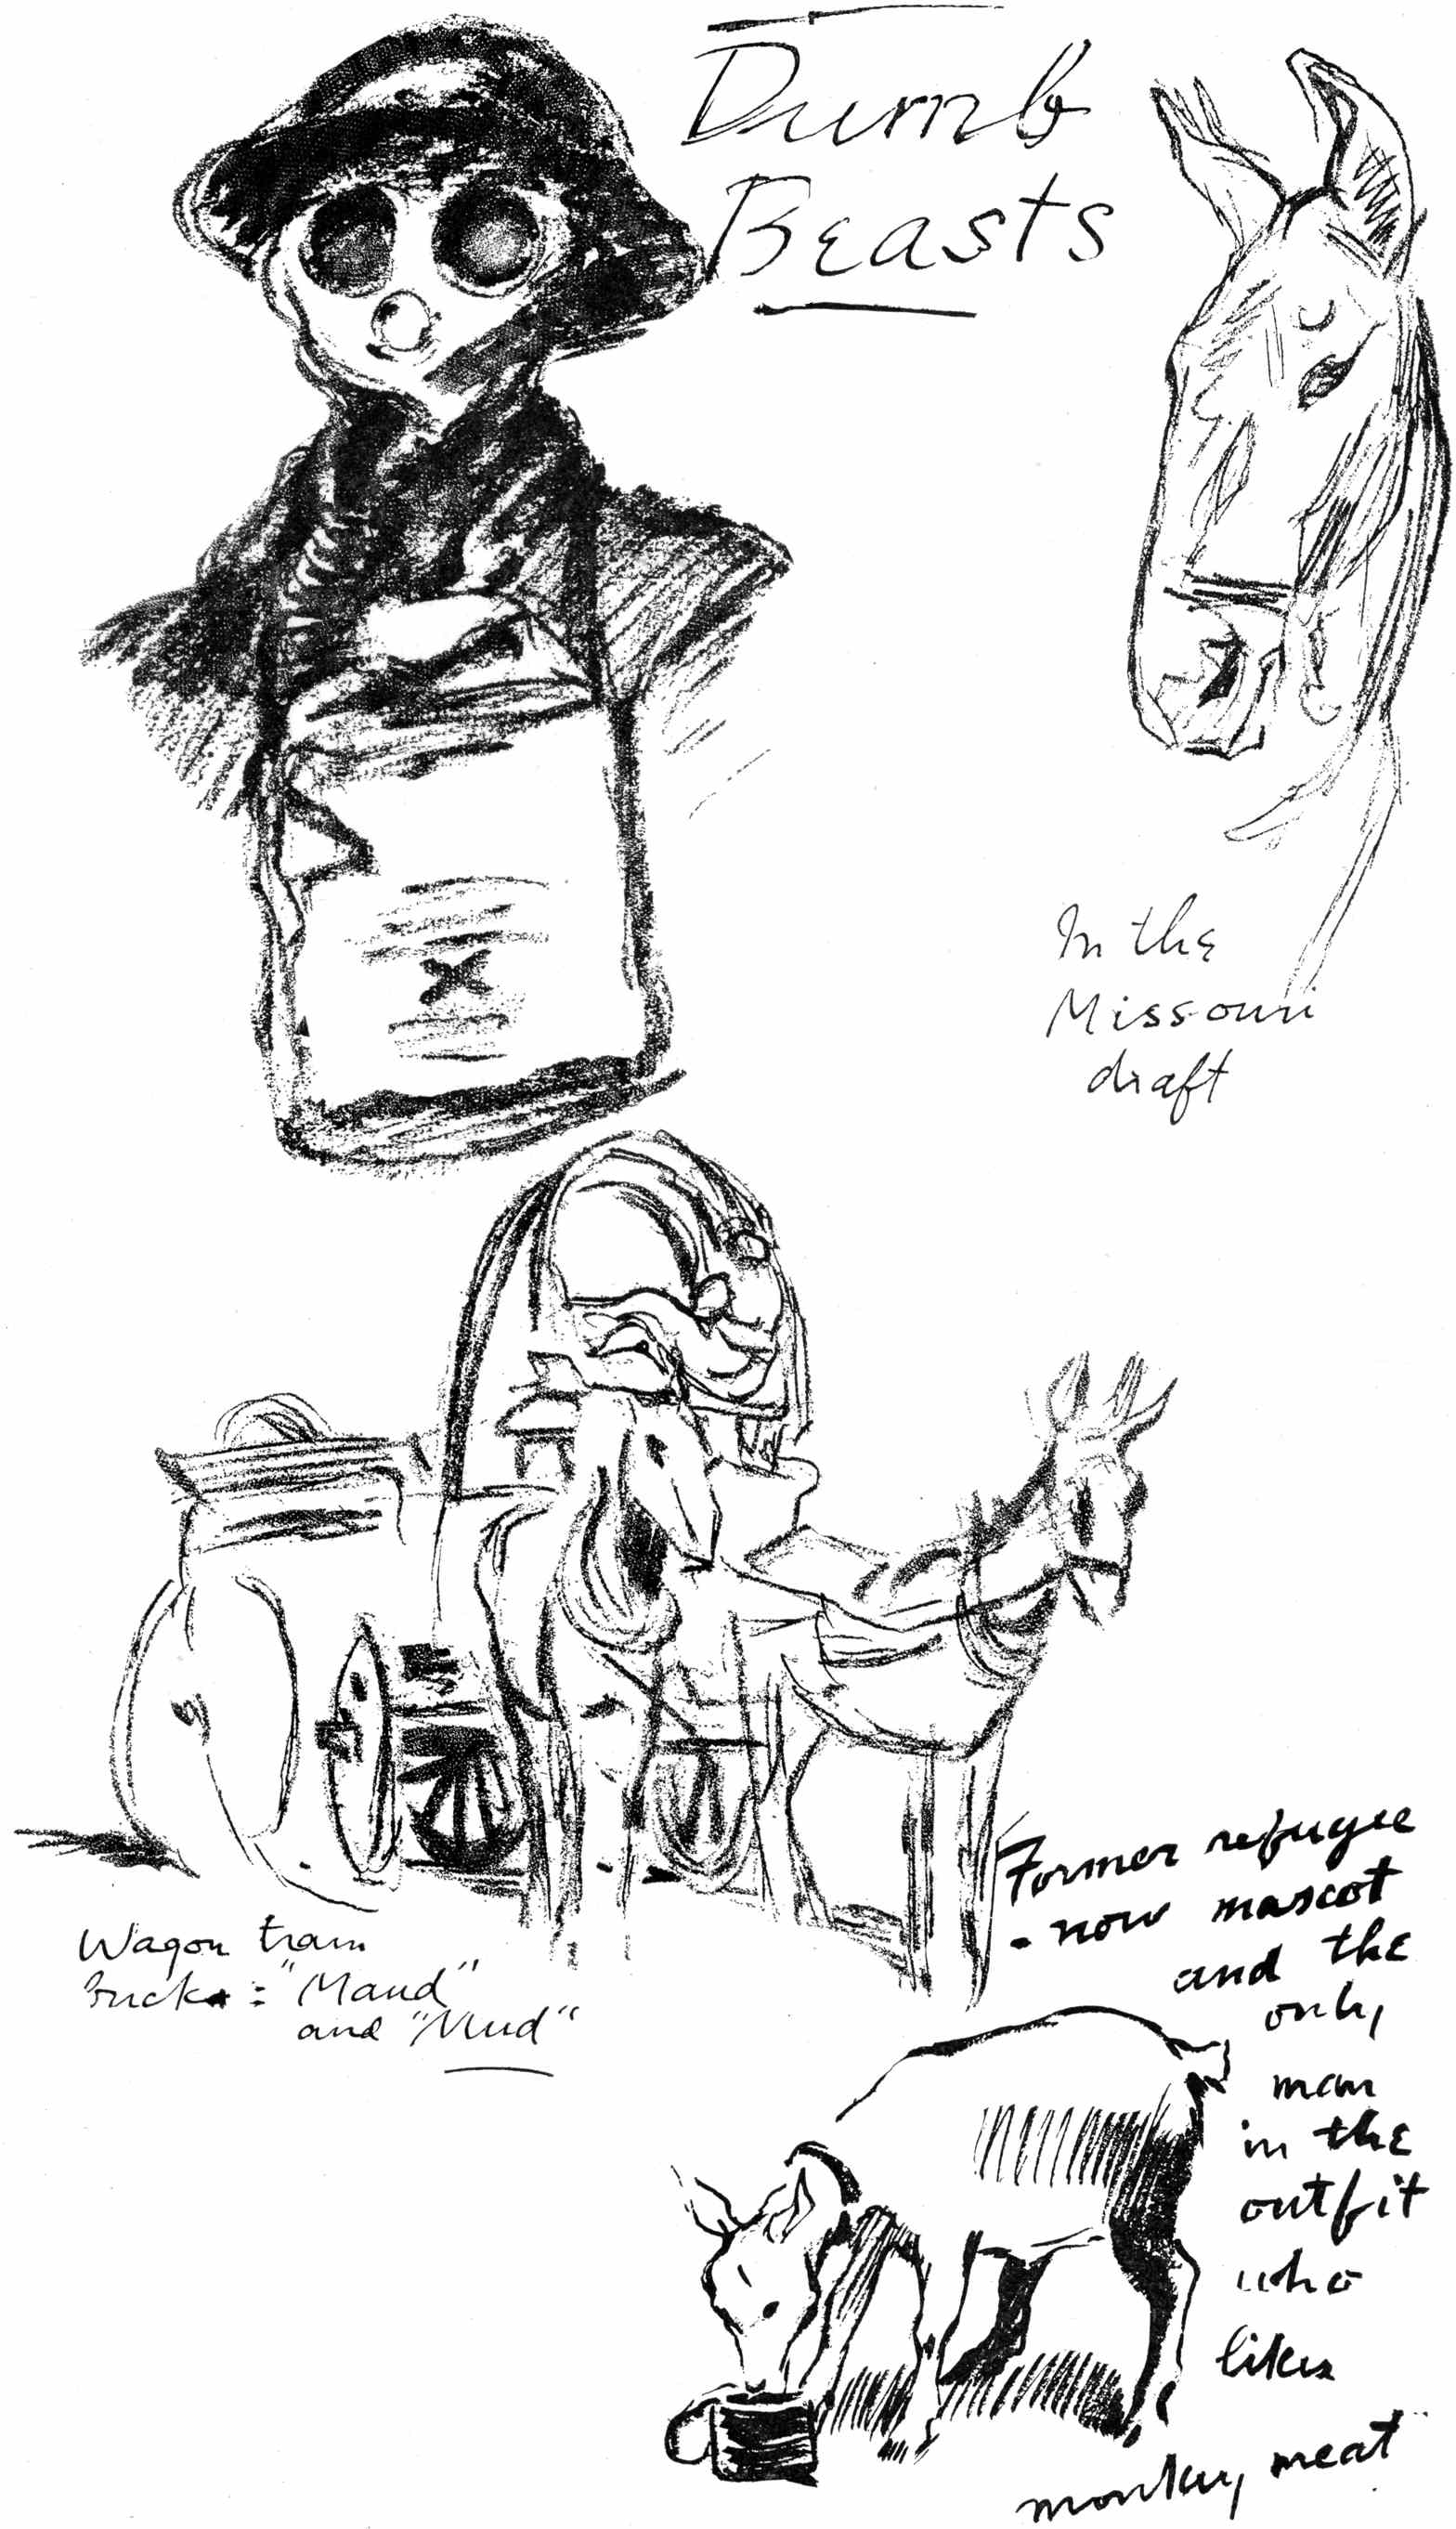 Dumb
Beasts
In the
Missouri
draft
Wagon train
Bucks: "Maud"
and "Mud"
Former refugee
- now mascot
and the
only
man
in the
outfit
who
likes
monkey meat